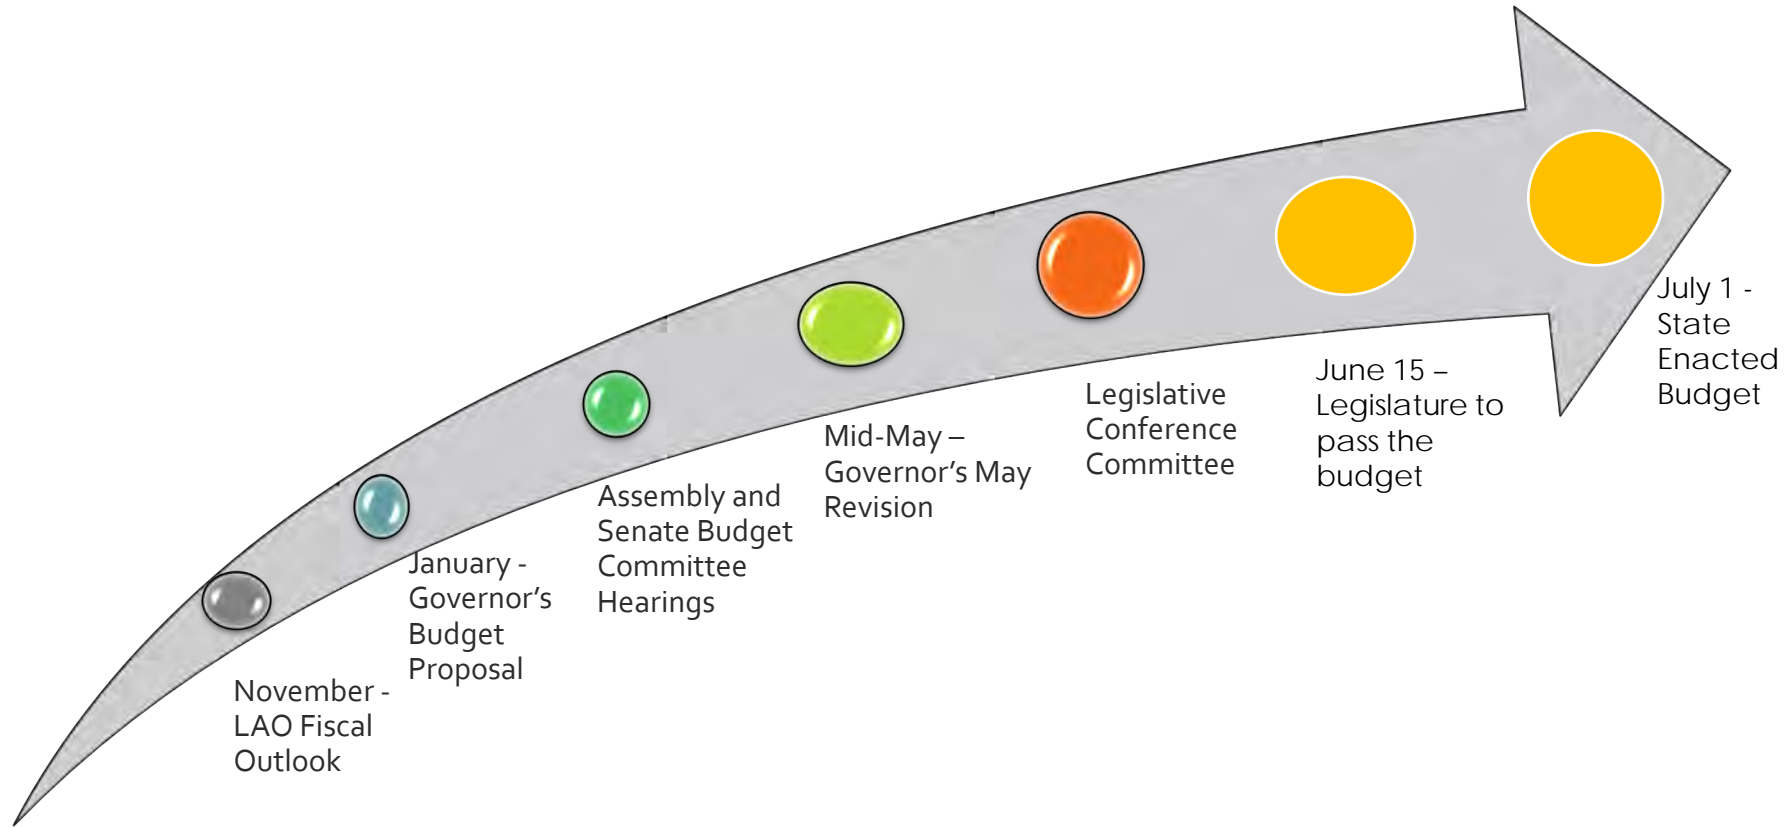 November -
LAO Fiscal
Outlook
January -
Governor’s
Budget
Proposal
Assembly and
Senate Budget
Committee
Hearings
Mid-May –
Governor’s May
Revision
Legislative
Conference
Committee
June 15 –
Legislature to
pass the
budget
July 1 -
State
Enacted
Budget